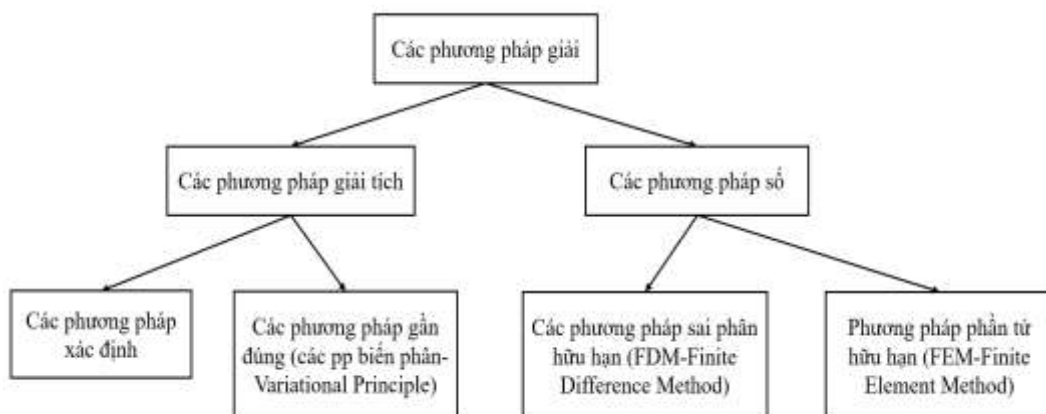 Các phương pháp giải
Các phương pháp giải tịch
Các phương pháp số
Các phương pháp
xác định
Các phương pháp gần
đúng (các pp biến phân-
Variational Principle)
Các phương pháp sai phân
hữu hạn (FDM-Finite
Difference Method)
Phương pháp phần tử
hữu hạn (FEM-Finite
Element Method)